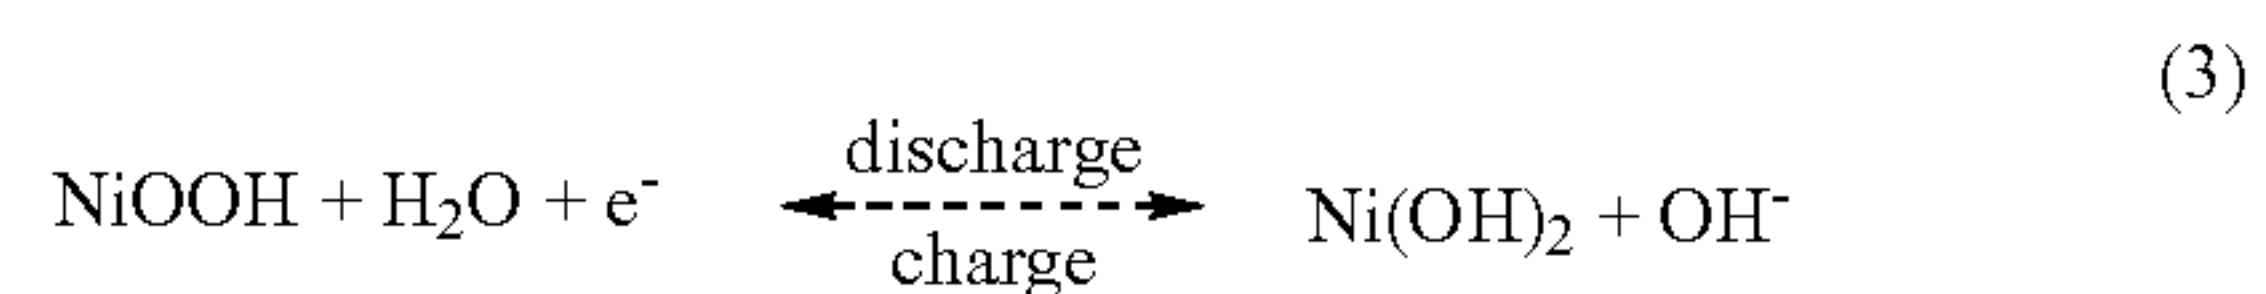 (3)
discharge
NiOOH + H₂O + e⁻ ⇠⇢ Ni(OH)₂ + OH⁻
charge